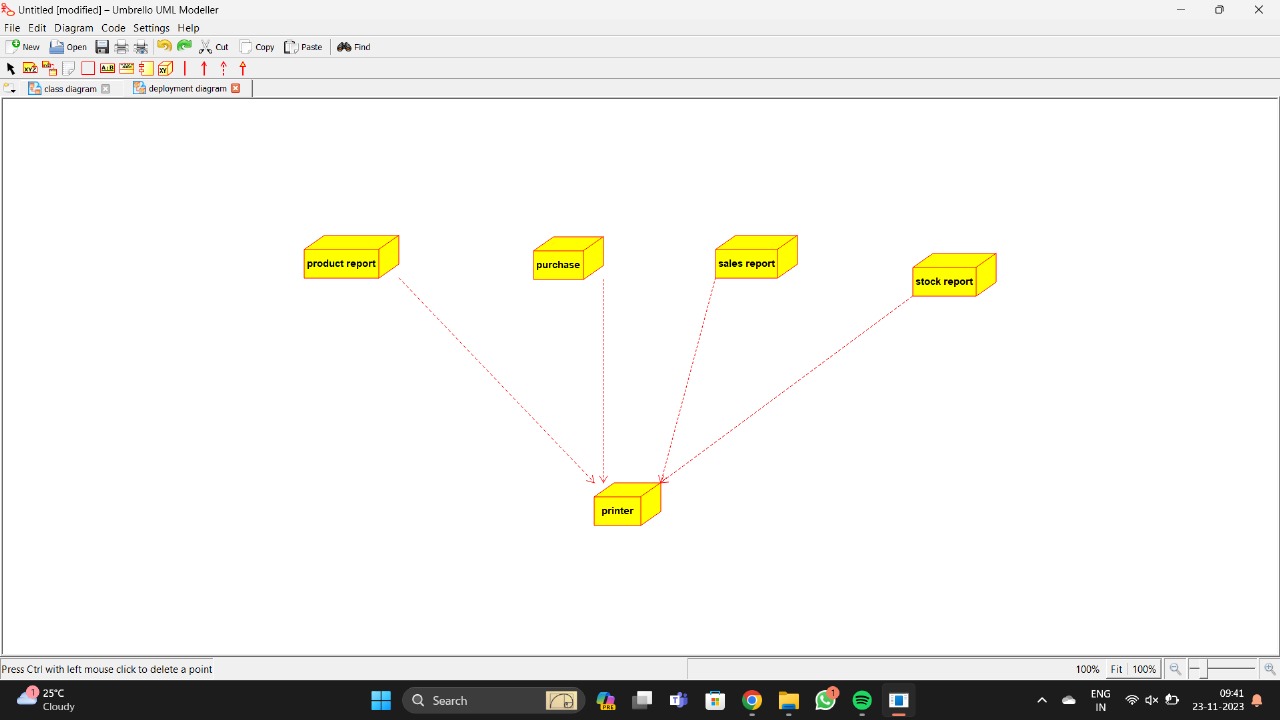 Untitled [modified] – Umbrello UML Modeller
File Edit Diagram Code Settings Help
New Open Cut Copy Paste Find
class diagram deployment diagram
product report
purchase
sales report
stock report
printer
Press Ctrl with left mouse click to delete a point
100% Fit 100%
1 25°C
Cloudy
Search
PRE
1
ENG
IN
09:41
23-11-2023